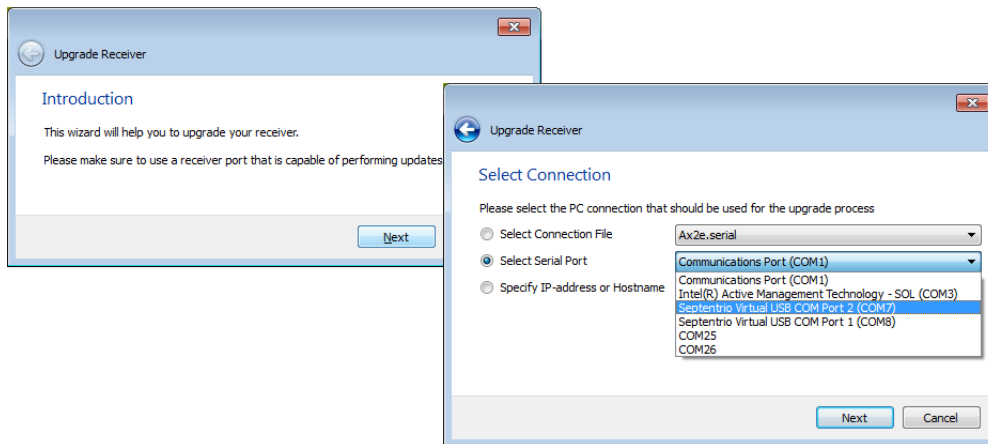 Upgrade Receiver
Introduction
This wizard will help you to upgrade your receiver.
Please make sure to use a receiver port that is capable of performing updates
Next
Upgrade Receiver
Select Connection
Please select the PC connection that should be used for the upgrade process
Select Connection File
Ax2e.serial
Select Serial Port
Communications Port (COM1)
Communications Port (COM1)
Intel(R) Active Management Technology - SOL (COM3)
Specify IP-address or Hostname
Septentrio Virtual USB COM Port 2 (COM7)
Septentrio Virtual USB COM Port 1 (COM8)
COM25
COM26
Next
Cancel